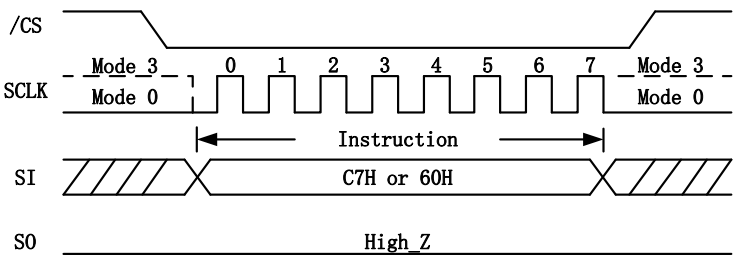 /CS
Mode 3 0 1 2 3 4 5 6 7 Mode 3
SCLK
Mode 0 Mode 0
Instruction
SI C7H or 60H
SO High_Z